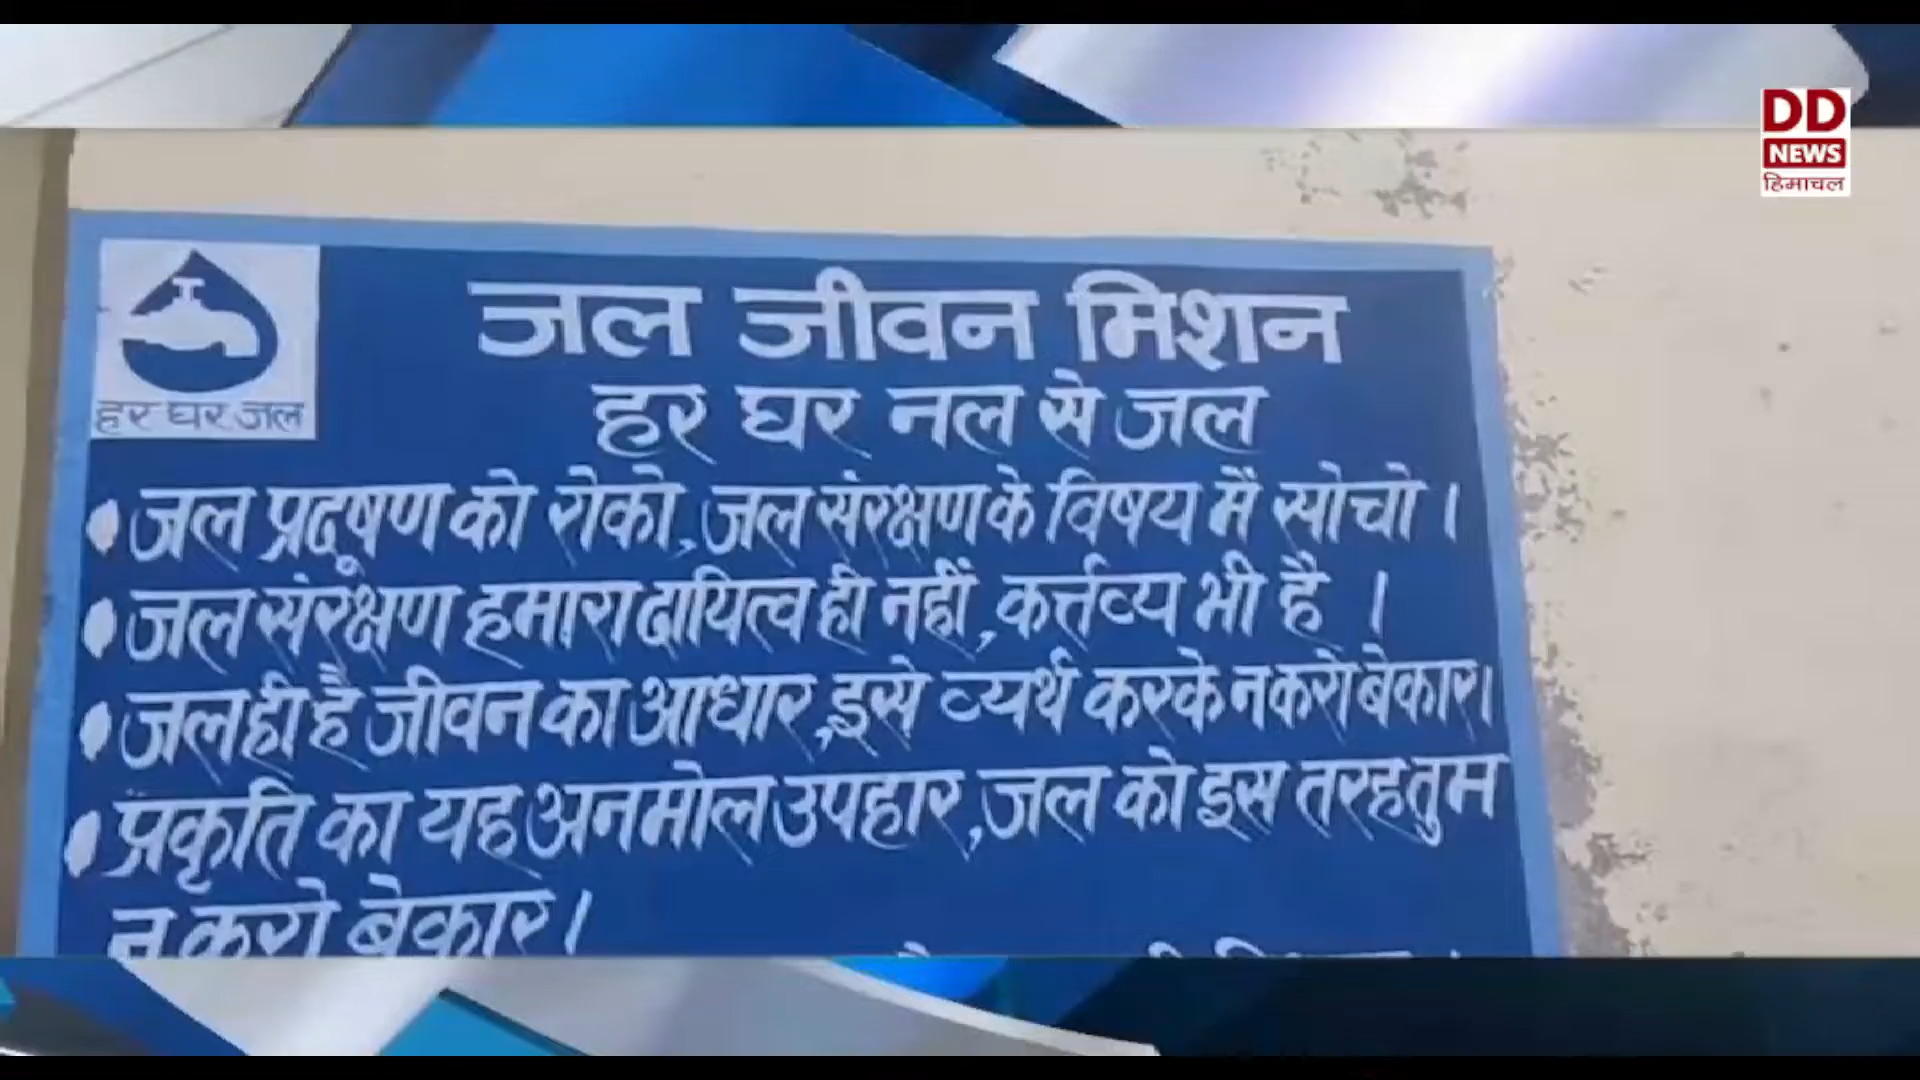 DD
NEWS
हिमाचल
जल जीवन मिशन
हर घर नल से जल
हर घर जल
• जल प्रदूषण को रोको, जल संरक्षण के विषय में सोचो।
• जल संरक्षण हमारा दायित्व ही नहीं, कर्त्तव्य भी है ।
• जल ही है जीवन का आधार, इसे व्यर्थ करके न करो बेकार।
• प्रकृति का यह अनमोल उपहार, जल को इस तरह तुम
न करो बेकार।